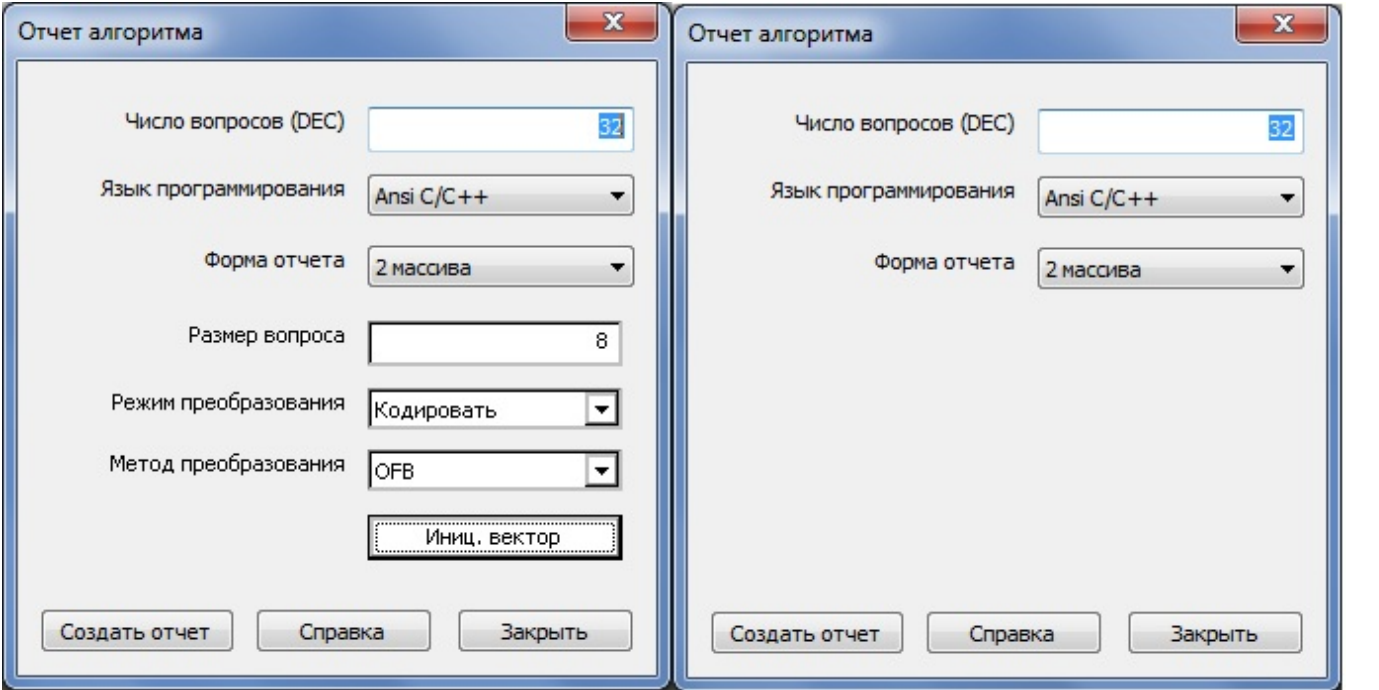 Отчет алгоритма
Число вопросов (DEC) 32
Язык программирования Ansi C/C++
Форма отчета 2 массива
Размер вопроса 8
Режим преобразования Кодировать
Метод преобразования OFB
Иниц. вектор
Создать отчет Справка Закрыть
Отчет алгоритма
Число вопросов (DEC) 32
Язык программирования Ansi C/C++
Форма отчета 2 массива
Создать отчет Справка Закрыть